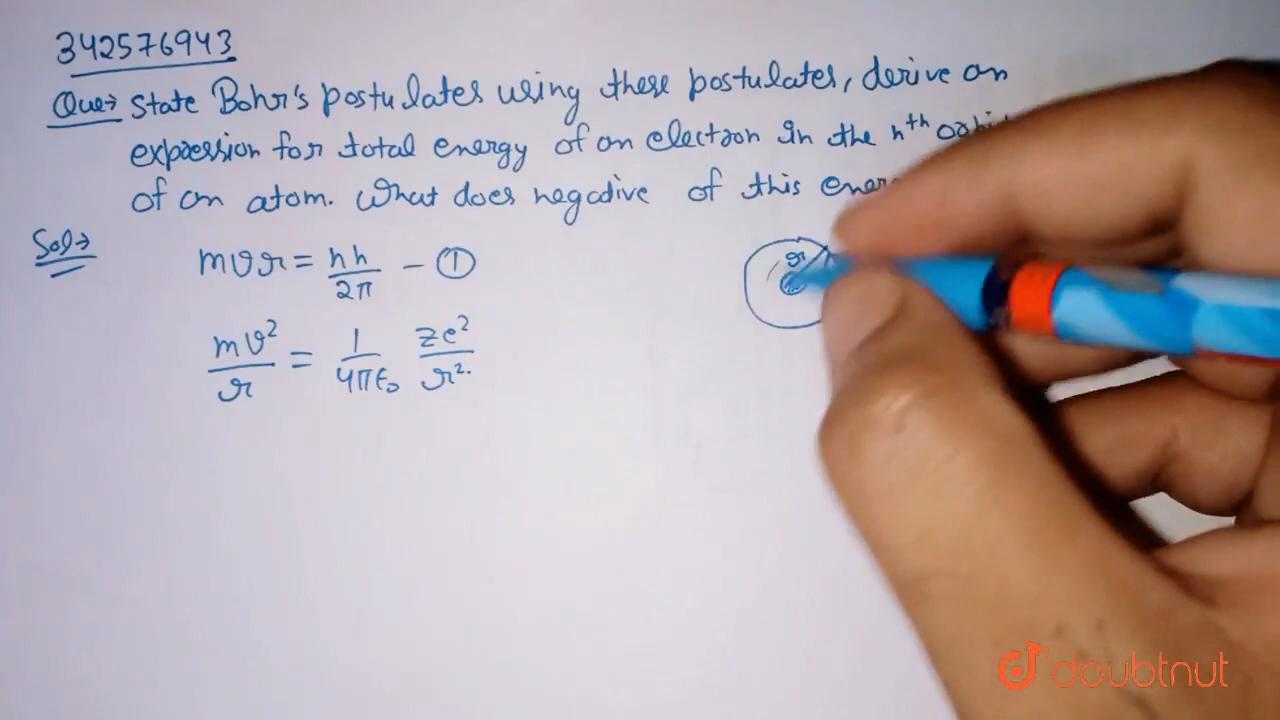 342576943
Que→ State Bohr's postulates using these postulates, derive an
expression for total energy of an electron in the nth
of an atom. What does negative of this
Sol→
mvr = nh/2π - ①
mv²/r = 1/4πε₀ Ze²/r²
r
doubtnut